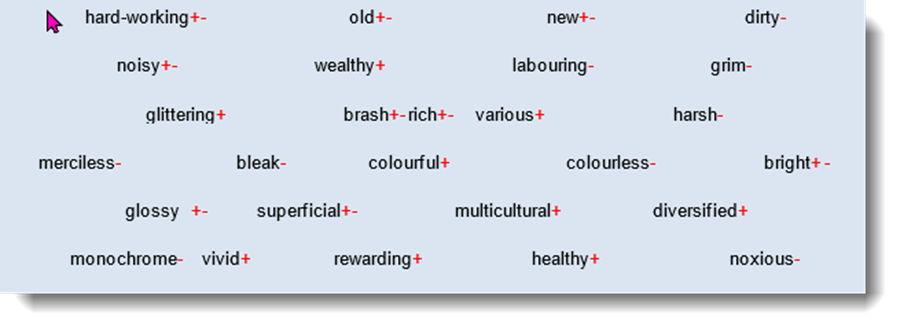 hard-working+- old+- new+- dirty-
noisy+- wealthy+ labouring- grim-
glittering+ brash+- rich+- various+ harsh-
merciless- bleak- colourful+ colourless- bright+ -
glossy +- superficial+- multicultural+ diversified+
monochrome- vivid+ rewarding+ healthy+ noxious-